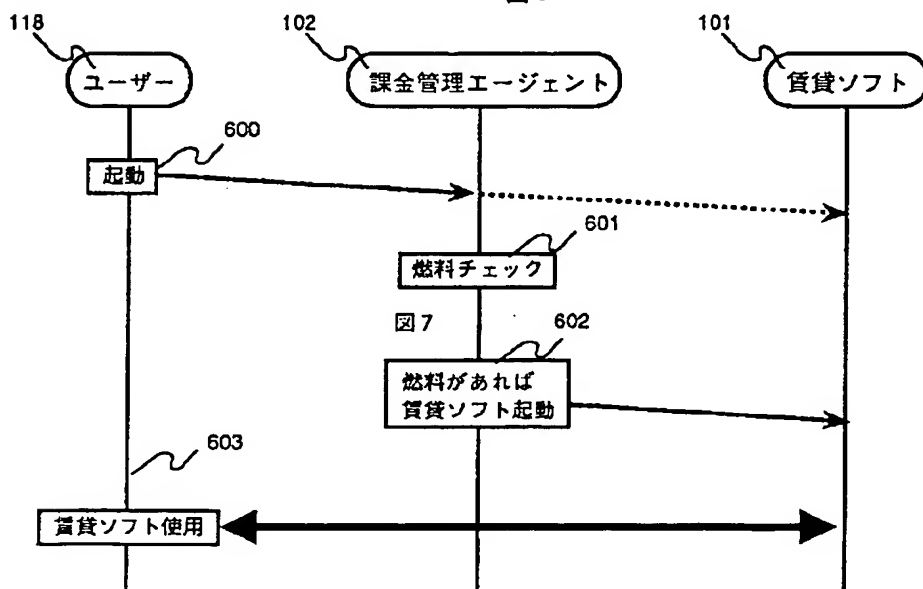 118
102
101
ユーザー
課金管理エージェント
賃貸ソフト
600
起動
601
燃料チェック
図7
602
燃料があれば
賃貸ソフト起動
603
賃貸ソフト使用